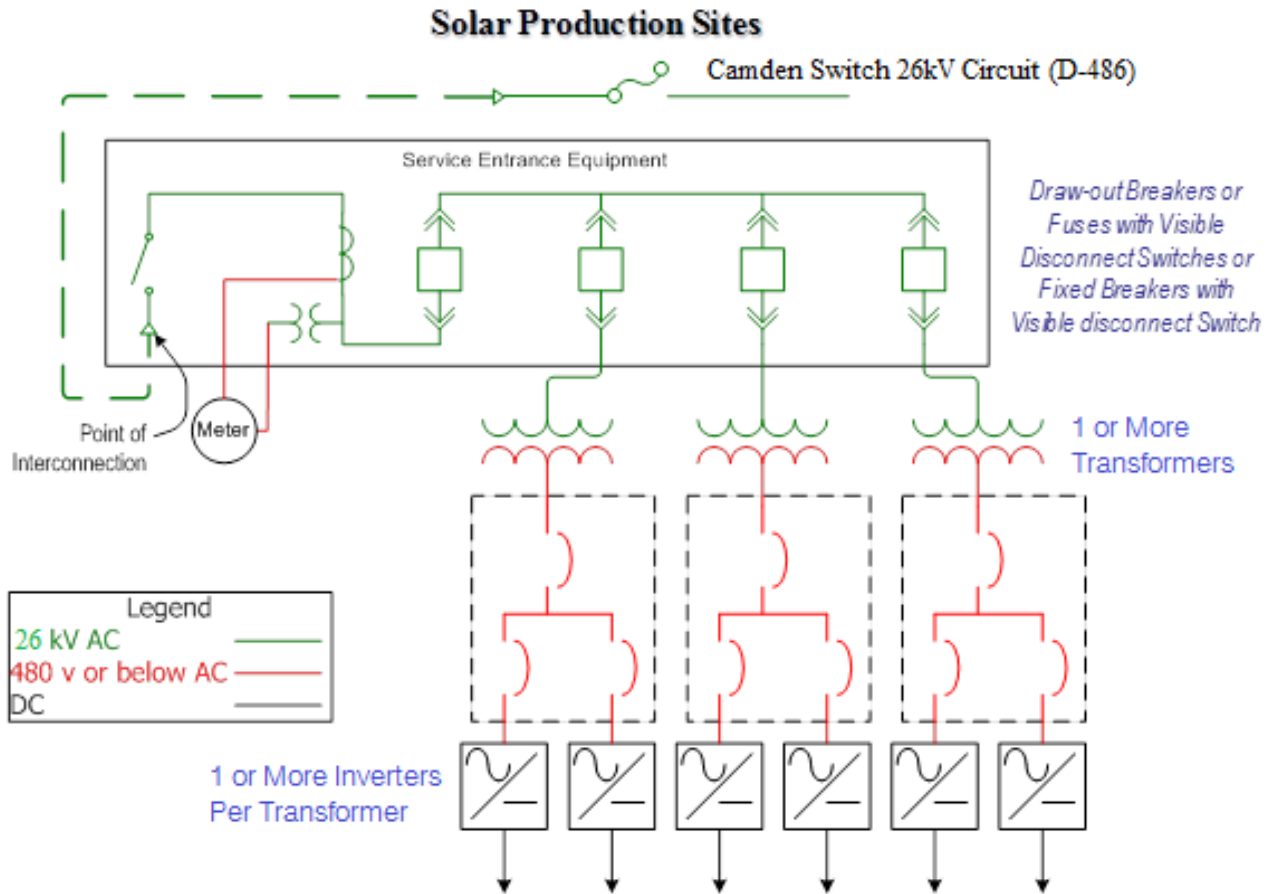 Solar Production Sites
Camden Switch 26kV Circuit (D-486)
Service Entrance Equipment
Draw-out Breakers or
Fuses with Visible
Disconnect Switches or
Fixed Breakers with
Visible disconnect Switch
Point of
Interconnection
Meter
1 or More
Transformers
Legend
26 kV AC
480 v or below AC
DC
1 or More Inverters
Per Transformer